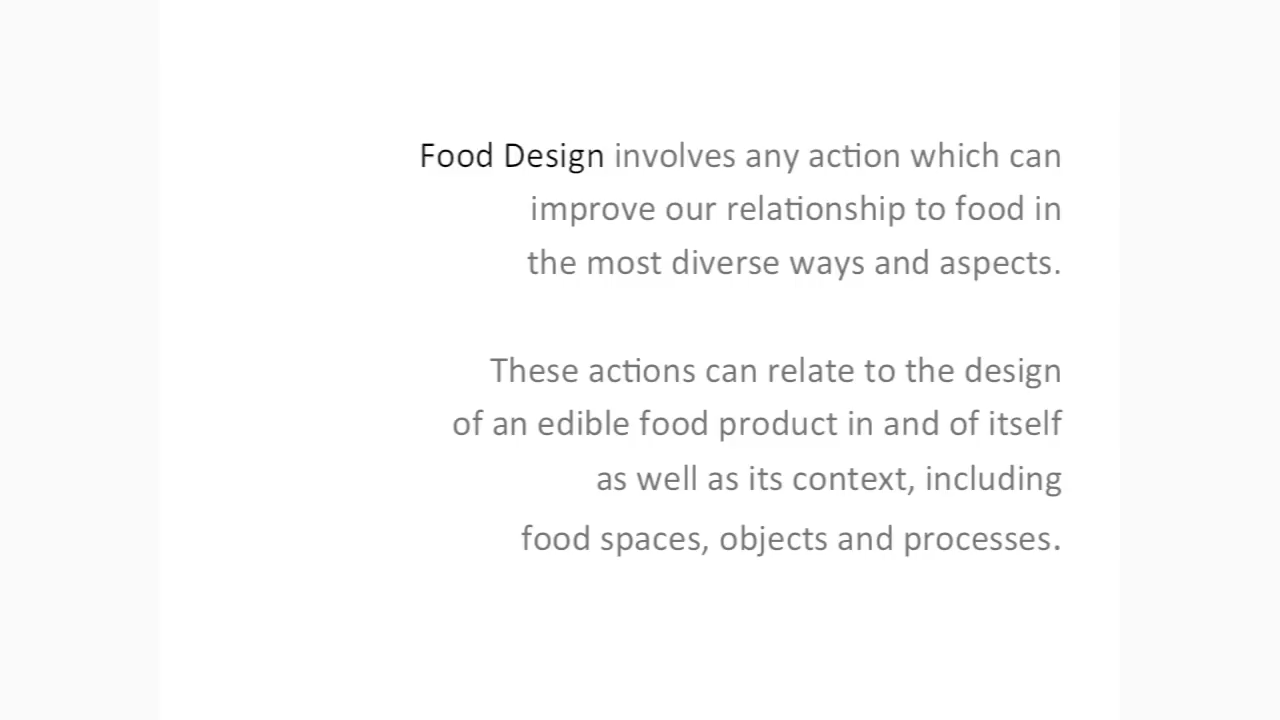 Food Design involves any action which can
improve our relationship to food in
the most diverse ways and aspects.
These actions can relate to the design
of an edible food product in and of itself
as well as its context, including
food spaces, objects and processes.